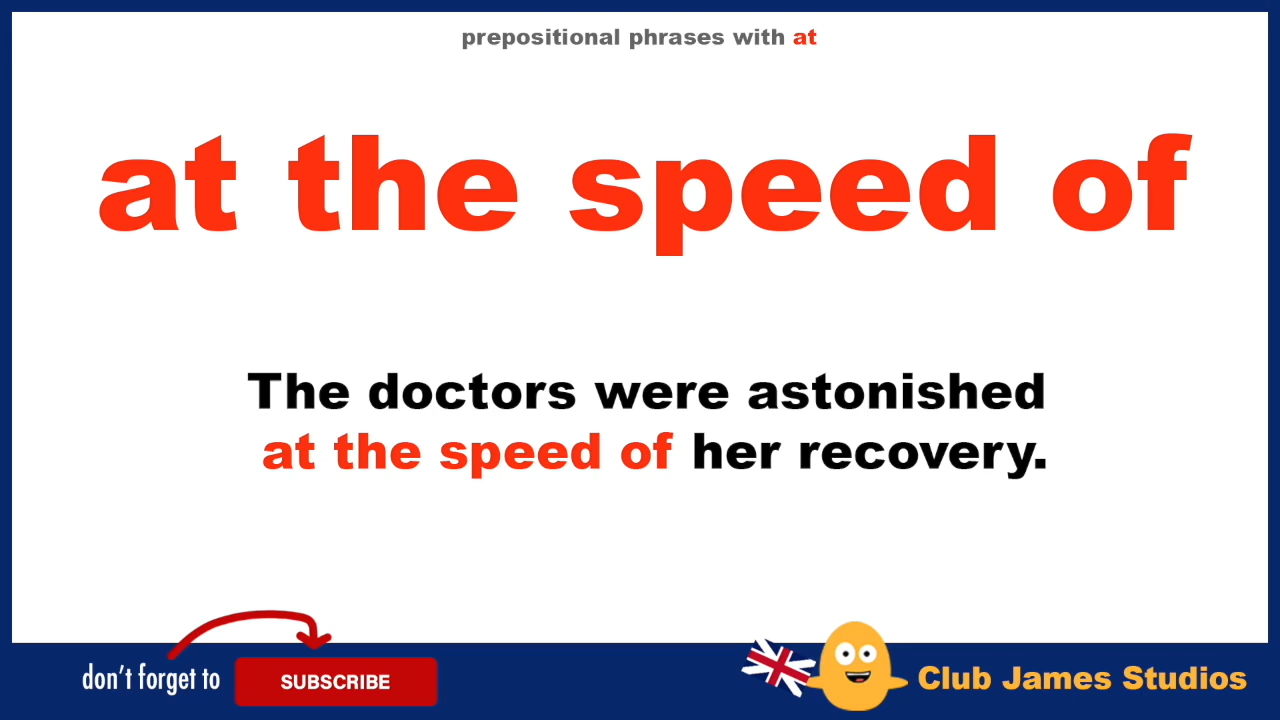 prepositional phrases with at
at the speed of
The doctors were astonished
at the speed of her recovery.
don't forget to
SUBSCRIBE
Club James Studios